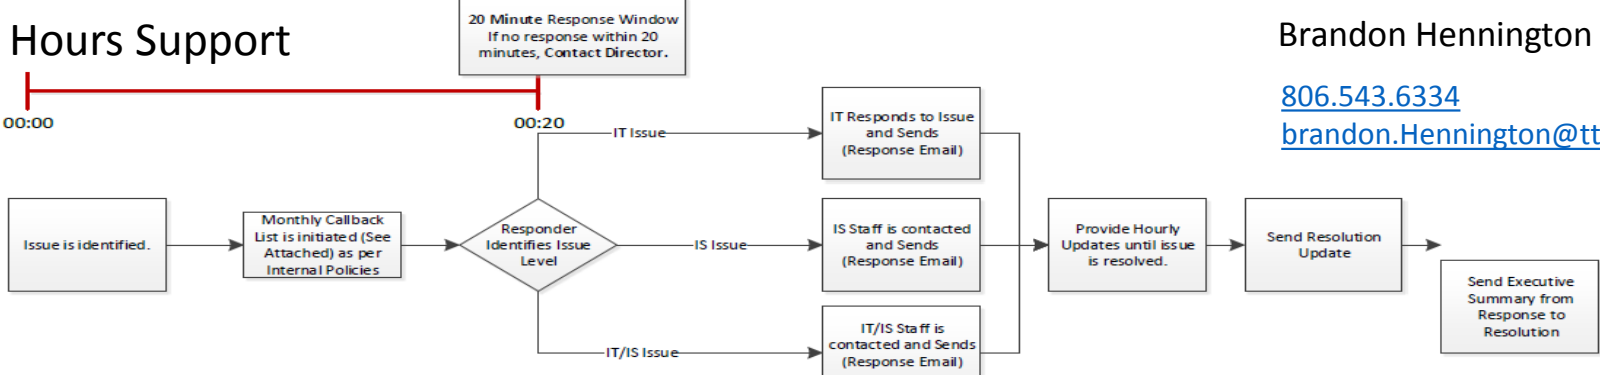 Hours Support
20 Minute Response Window
If no response within 20
minutes, Contact Director.
Brandon Hennington
806.543.6334
brandon.Hennington@tt
00:00
00:20
Issue is identified.
Monthly Callback
List is initiated (See
Attached) as per
Internal Policies
Responder
Identifies Issue
Level
IT Issue
IS Issue
IT/IS Issue
IT Responds to Issue
and Sends
(Response Email)
IS Staff is contacted
and Sends
(Response Email)
IT/IS Staff is
contacted and Sends
(Response Email)
Provide Hourly
Updates until issue
is resolved.
Send Resolution
Update
Send Executive
Summary from
Response to
Resolution